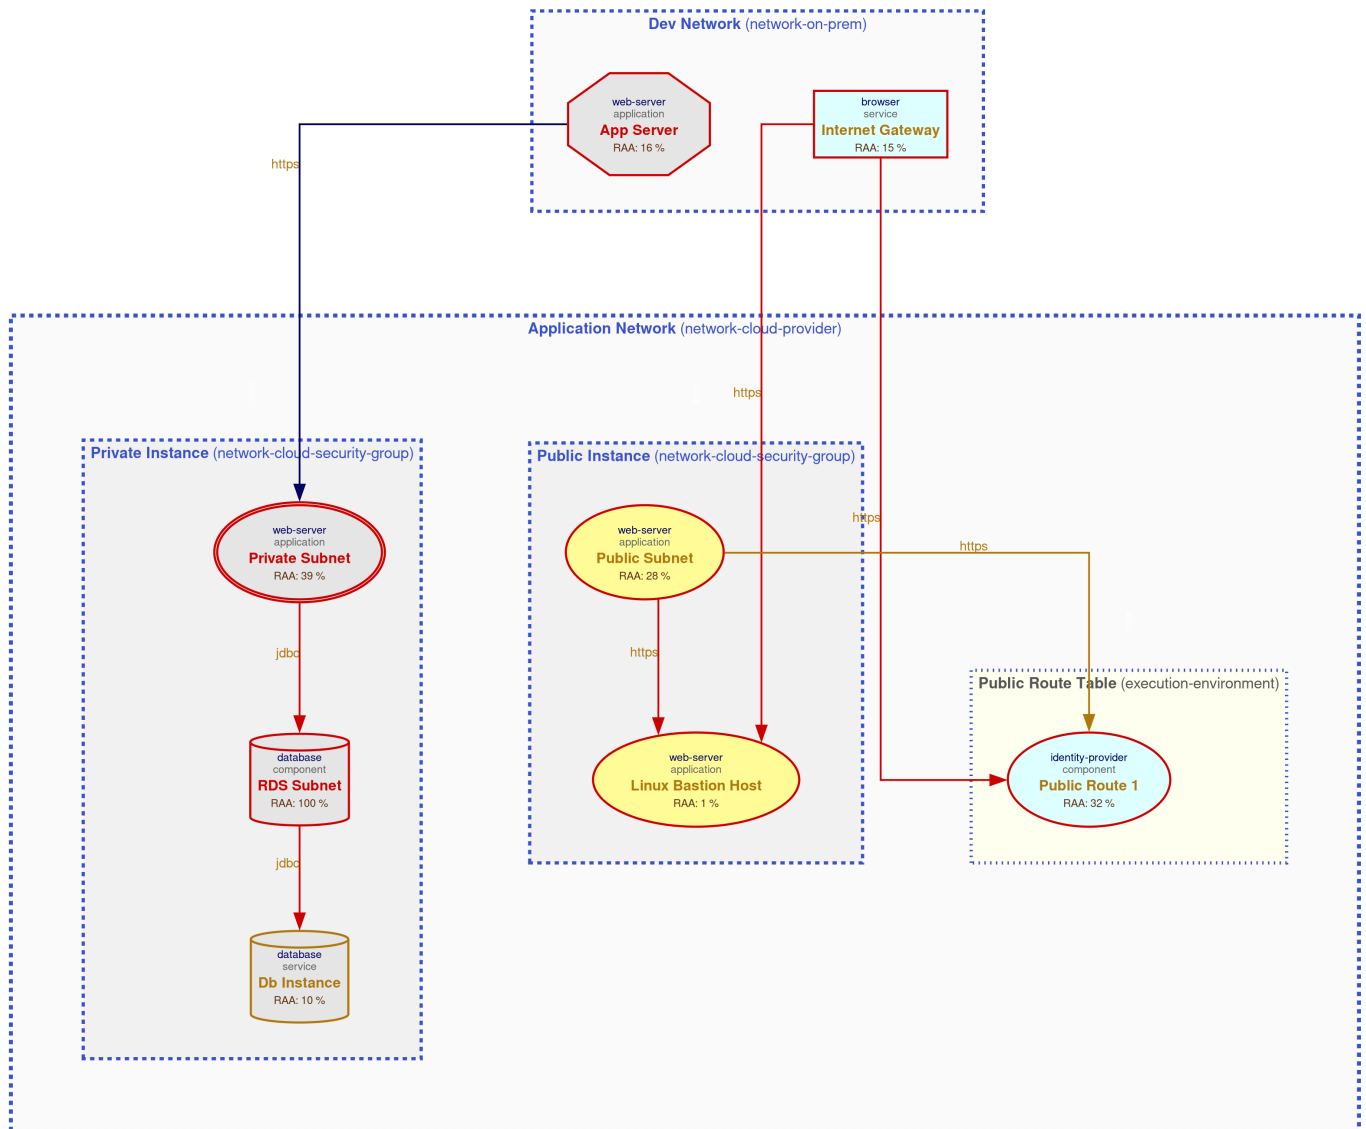 Dev Network (network-on-prem)
web-server
application
App Server
RAA: 16 %
browser
service
Internet Gateway
RAA: 15 %
https
Application Network (network-cloud-provider)
https
Private Instance (network-cloud-security-group)
Public Instance (network-cloud-security-group)
https
web-server
application
Private Subnet
RAA: 39 %
web-server
application
Public Subnet
RAA: 28 %
https
jdbc
https
Public Route Table (execution-environment)
database
component
RDS Subnet
RAA: 100 %
web-server
application
Linux Bastion Host
RAA: 1 %
identity-provider
component
Public Route 1
RAA: 32 %
jdbc
database
service
Db Instance
RAA: 10 %